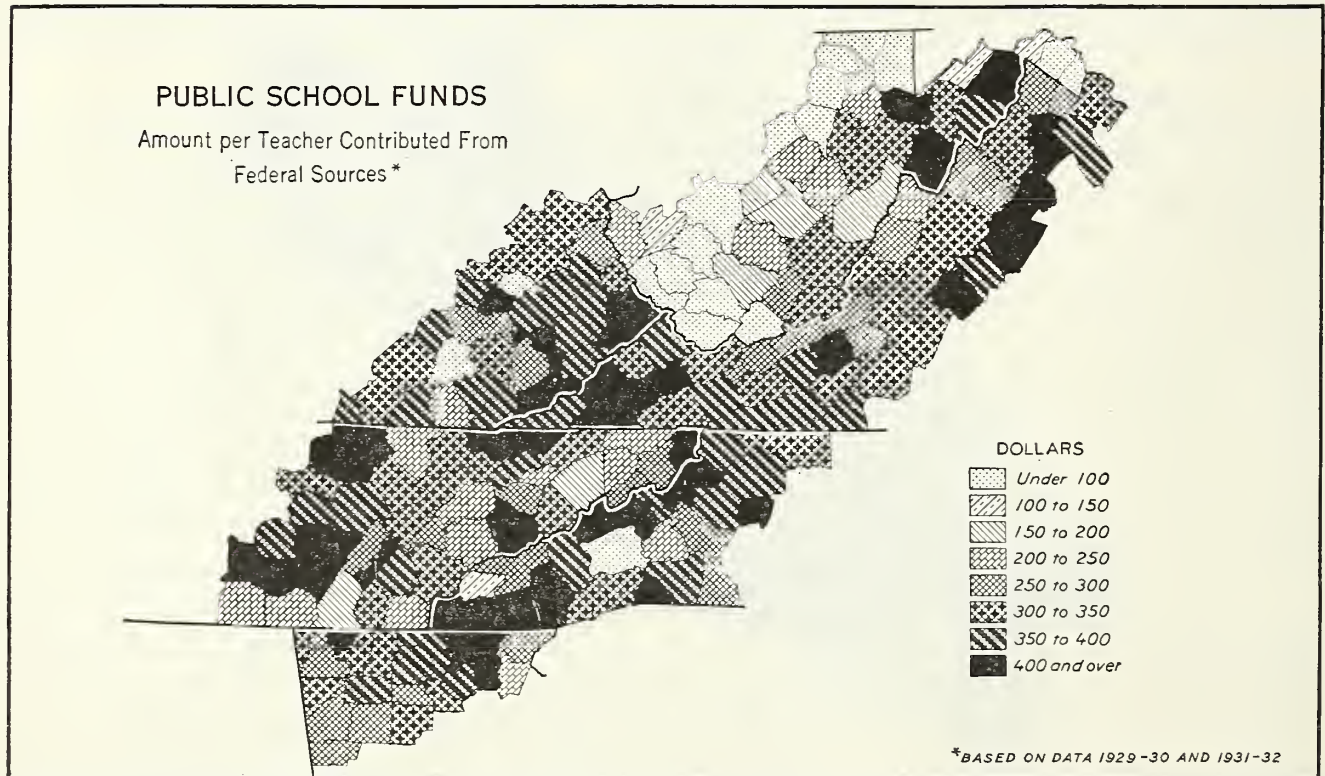 PUBLIC SCHOOL FUNDS
Amount per Teacher Contributed From
Federal Sources*
DOLLARS
Under 100
100 to 150
150 to 200
200 to 250
250 to 300
300 to 350
350 to 400
400 and over
*BASED ON DATA 1929-30 AND 1931-32